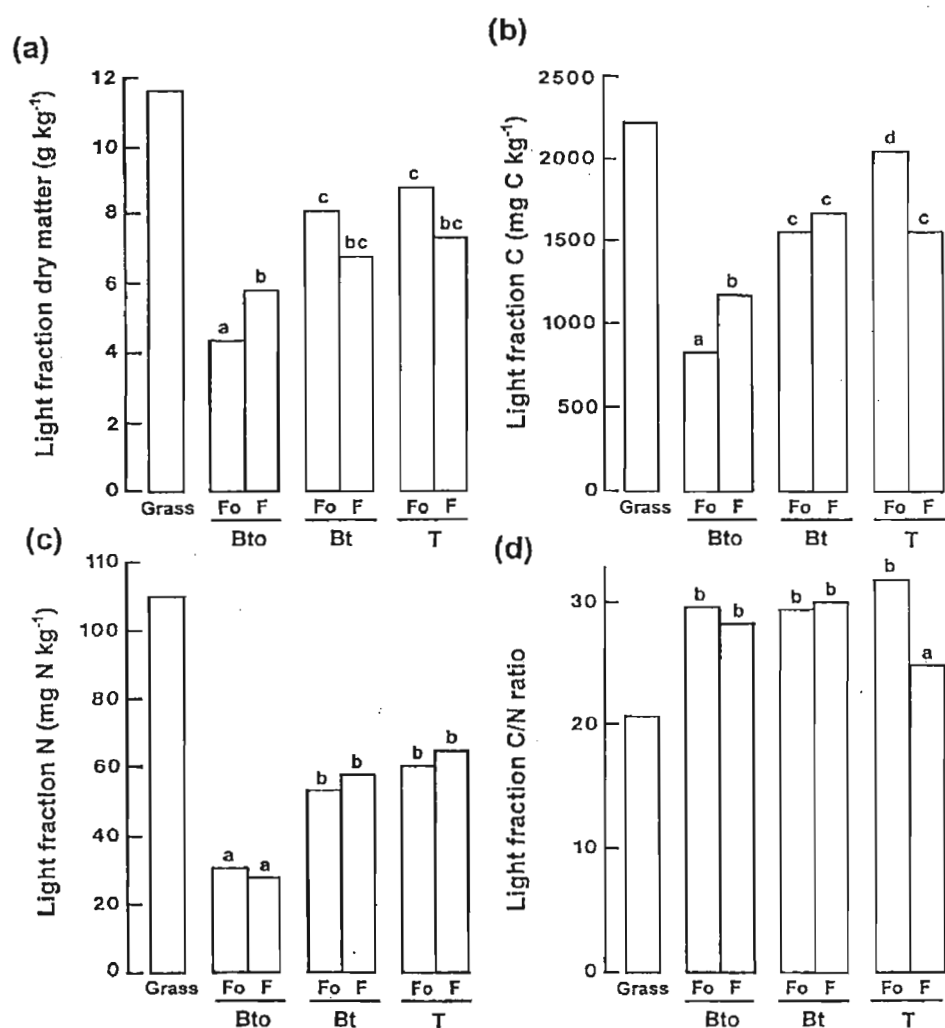 (a)
Light fraction dry matter (g kg⁻¹)
12
10
8
6
4
2
0
a
b
c
bc
c
bc
Grass
Fo F
Fo F
Fo F
Bto
Bt
T
(b)
Light fraction C (mg C kg⁻¹)
2500
2000
1500
1000
500
0
a
b
c
c
d
c
Grass
Fo F
Fo F
Fo F
Bto
Bt
T
(c)
Light fraction N (mg N kg⁻¹)
110
100
80
60
40
20
0
a
a
b
b
b
b
Grass
Fo F
Fo F
Fo F
Bto
Bt
T
(d)
Light fraction C/N ratio
30
20
10
0
b
b
b
b
b
a
Grass
Fo F
Fo F
Fo F
Bto
Bt
T